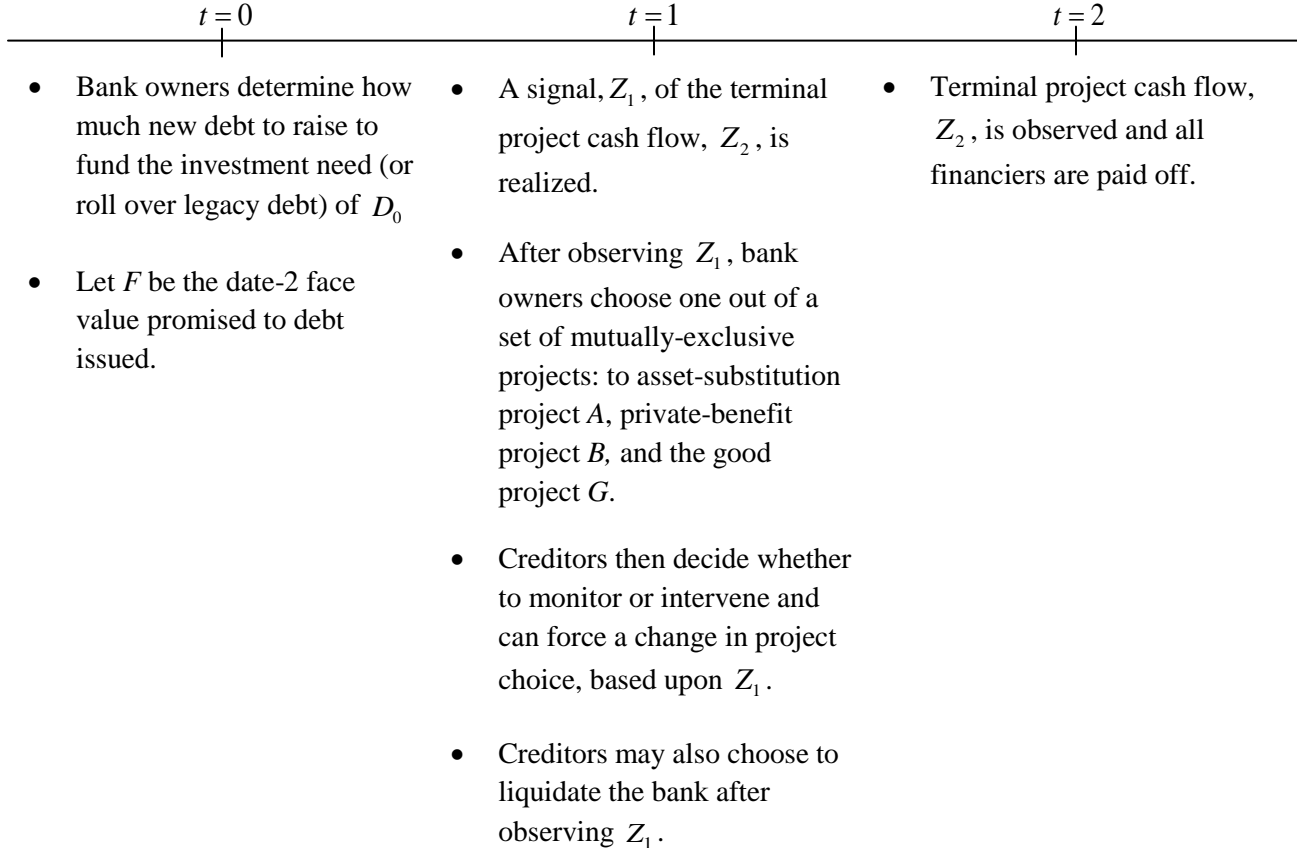 t = 0
t = 1
t = 2
• Bank owners determine how
much new debt to raise to
fund the investment need (or
roll over legacy debt) of D₀
• Let F be the date-2 face
value promised to debt
issued.
• A signal, Z₁, of the terminal
project cash flow, Z₂, is
realized.
• After observing Z₁, bank
owners choose one out of a
set of mutually-exclusive
projects: to asset-substitution
project A, private-benefit
project B, and the good
project G.
• Creditors then decide whether
to monitor or intervene and
can force a change in project
choice, based upon Z₁.
• Creditors may also choose to
liquidate the bank after
observing Z₁.
• Terminal project cash flow,
Z₂, is observed and all
financiers are paid off.